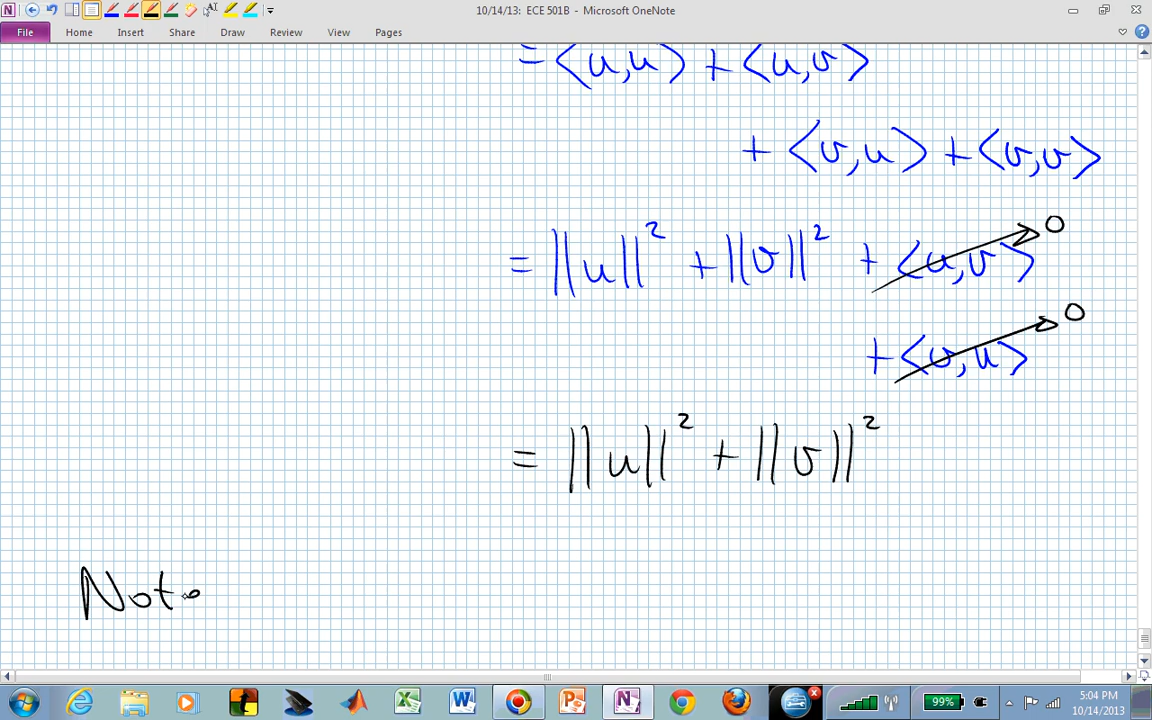 10/14/13: ECE 501B - Microsoft OneNote
File Home Insert Share Draw Review View Pages
= <u,u> + <u,v>
+ <v,u> + <v,v>
= ||u||² + ||v||² + <u,v> 0
+ <v,u> 0
= ||u||² + ||v||²
Note
99%
5:04 PM
10/14/2013